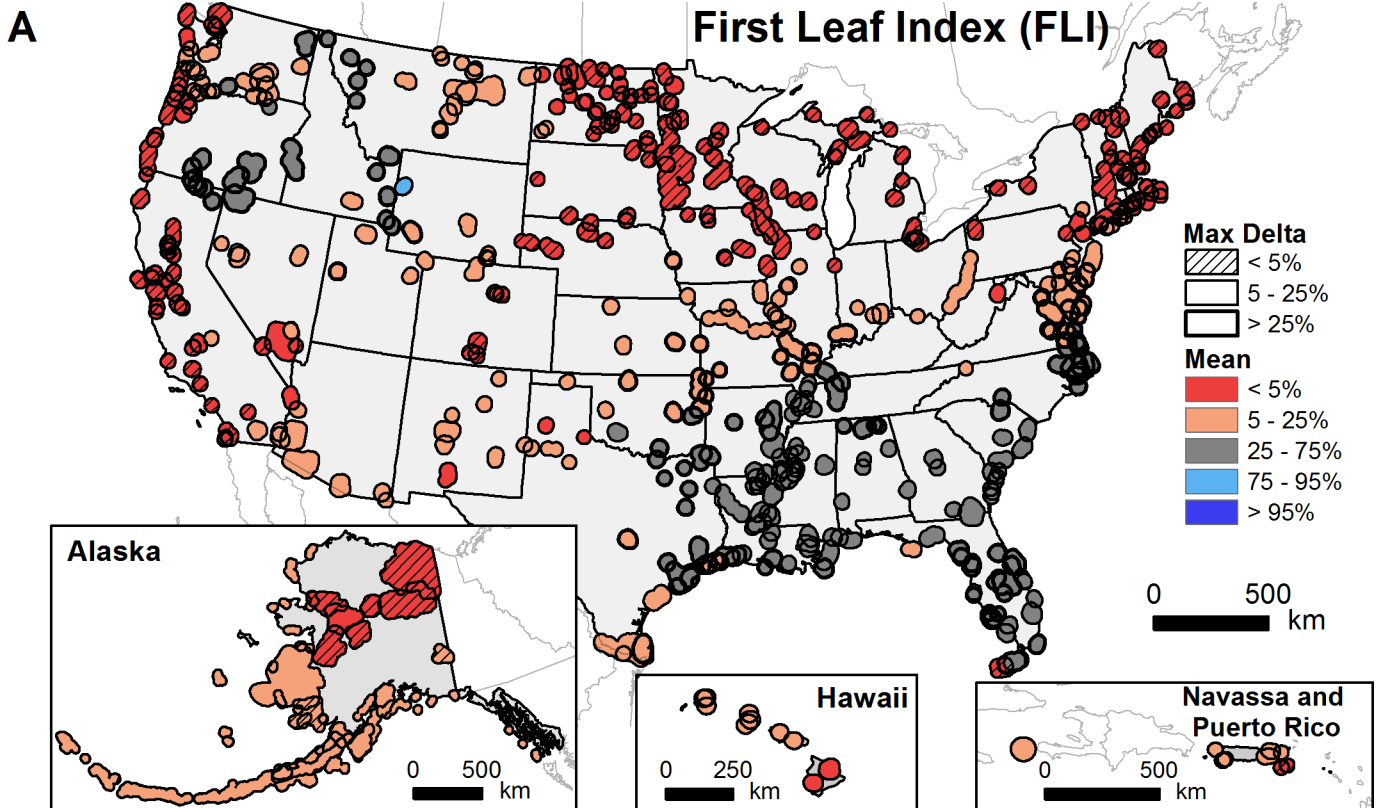 A
First Leaf Index (FLI)
Max Delta
< 5%
5 - 25%
> 25%
Mean
< 5%
5 - 25%
25 - 75%
75 - 95%
> 95%
0 500
km
Alaska
0 500
km
Hawaii
0 250
km
Navassa and
Puerto Rico
0 500
km